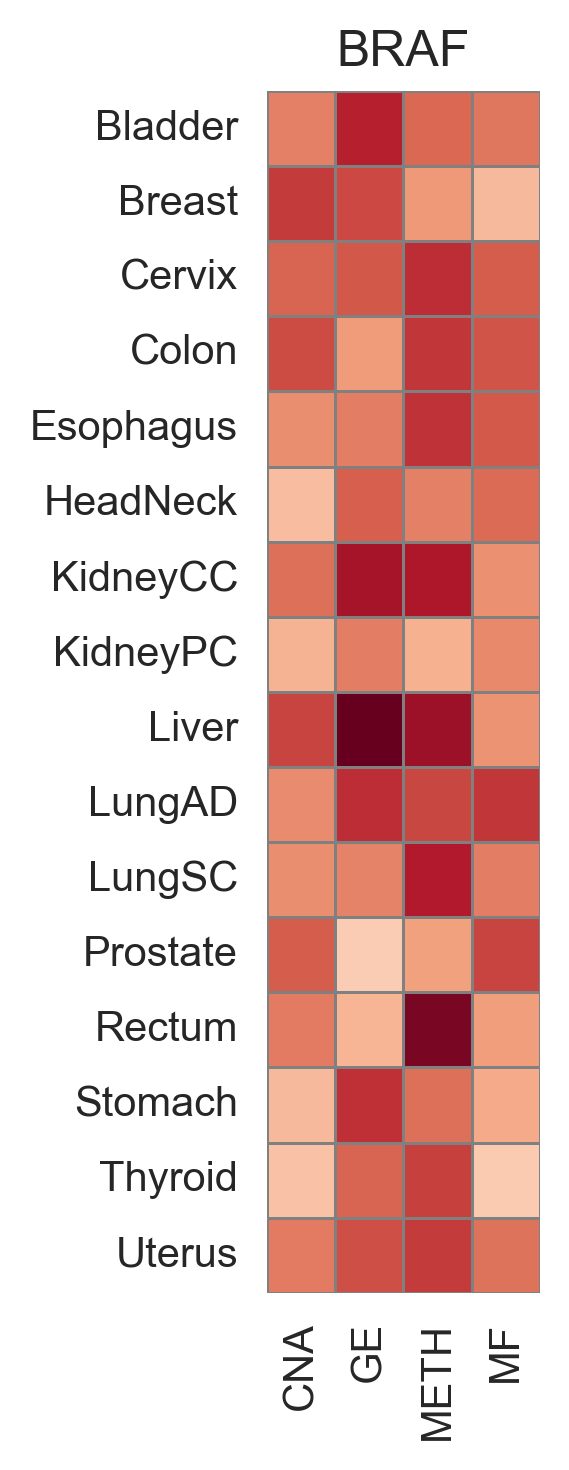 BRAF
Bladder
Breast
Cervix
Colon
Esophagus
HeadNeck
KidneyCC
KidneyPC
Liver
LungAD
LungSC
Prostate
Rectum
Stomach
Thyroid
Uterus
CNA
GE
METH
MF